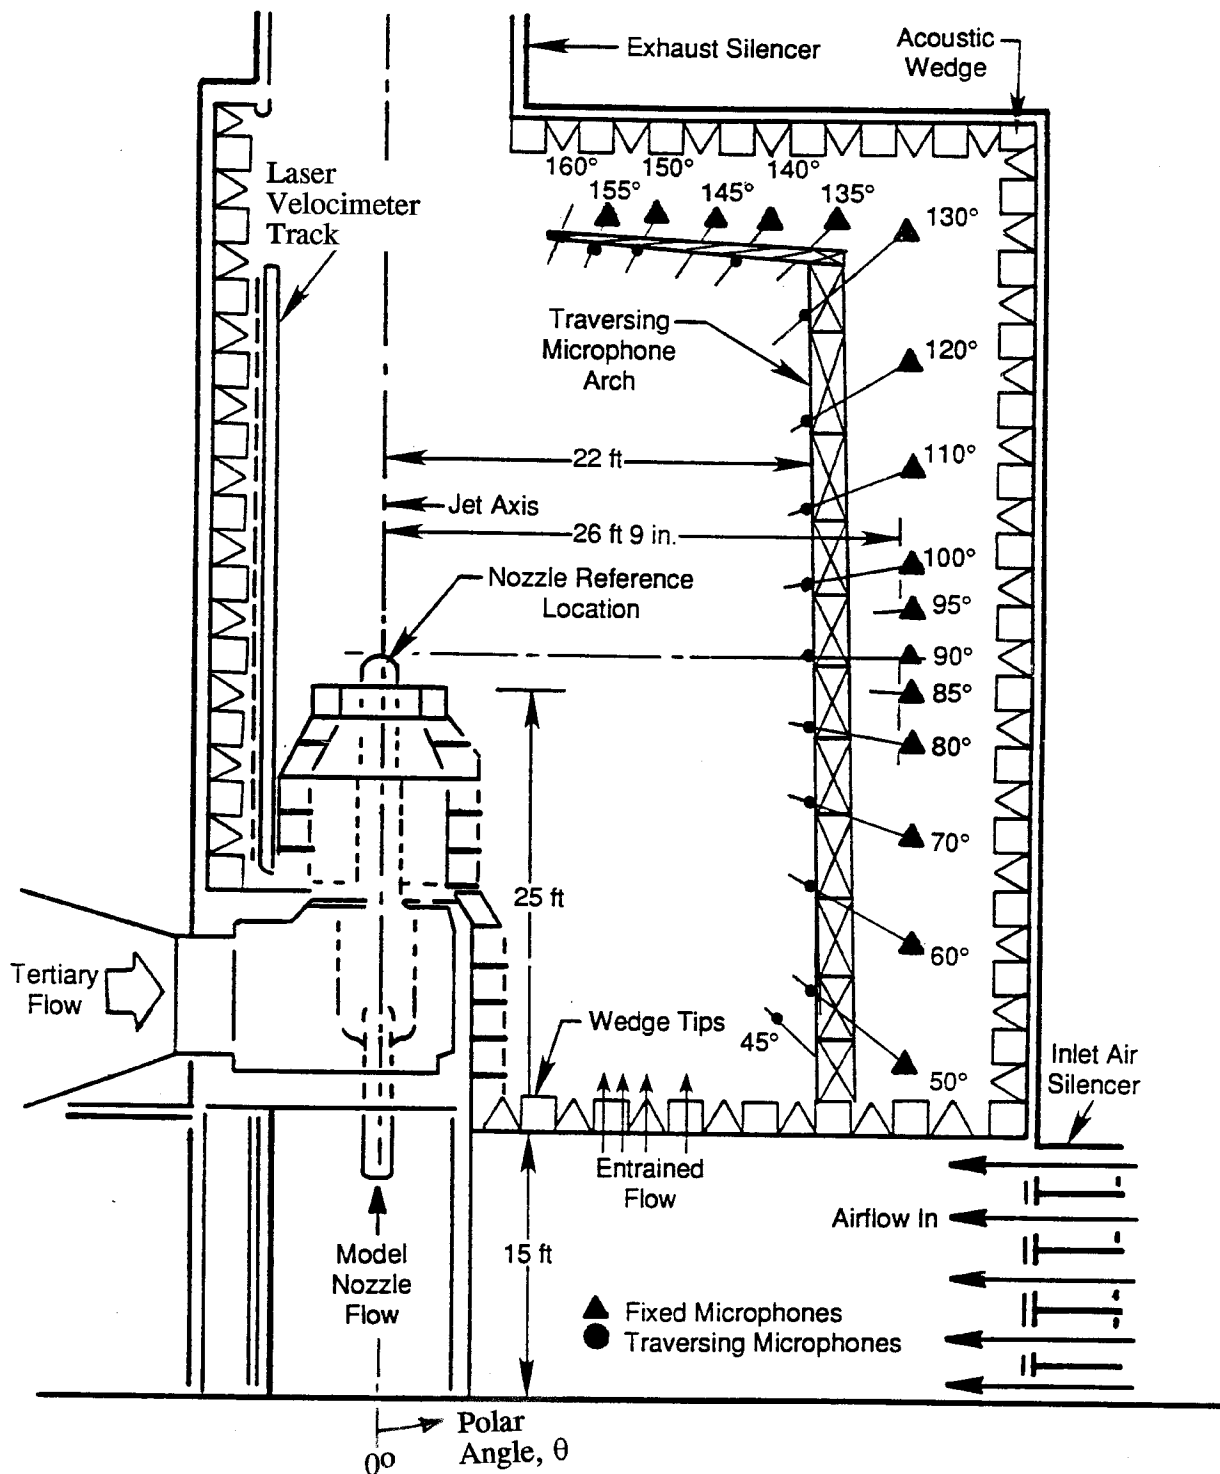 Exhaust Silencer
Acoustic
Wedge
160°
150°
140°
155°
145°
135°
130°
Laser
Velocimeter
Track
Traversing
Microphone
Arch
120°
22 ft
110°
Jet Axis
26 ft 9 in.
100°
Nozzle Reference
Location
95°
90°
85°
80°
70°
25 ft
60°
Tertiary
Flow
Wedge Tips
45°
50°
Inlet Air
Silencer
Entrained
Flow
Airflow In
Model
Nozzle
Flow
15 ft
Fixed Microphones
Traversing Microphones
0º
Polar
Angle, θ